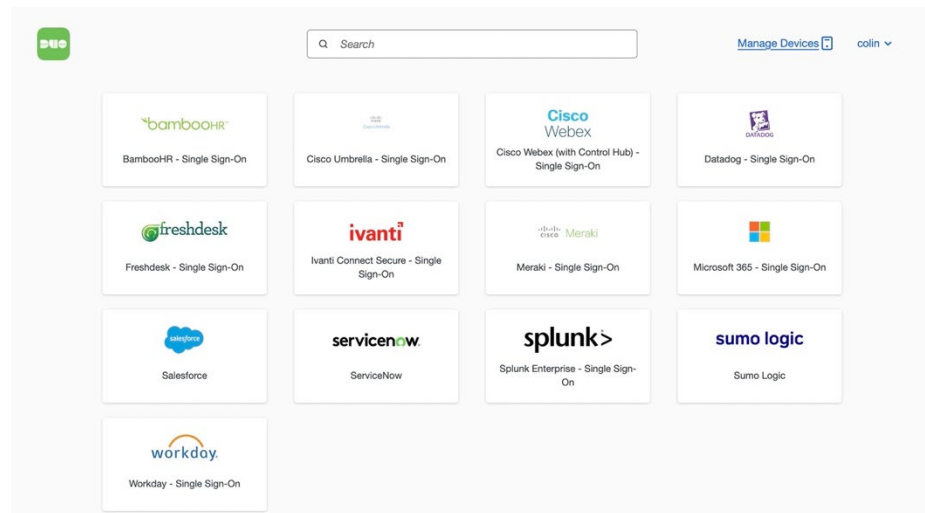 DUO
Search
Manage Devices
colin
bambooHR
BambooHR - Single Sign-On
Cisco Umbrella - Single Sign-On
Cisco
Webex
Cisco Webex (with Control Hub) -
Single Sign-On
DATADOG
Datadog - Single Sign-On
freshdesk
Freshdesk - Single Sign-On
ivanti
Ivanti Connect Secure - Single
Sign-On
CISCO Meraki
Meraki - Single Sign-On
Microsoft 365 - Single Sign-On
salesforce
Salesforce
servicenow
ServiceNow
splunk>
Splunk Enterprise - Single Sign-
On
sumo logic
Sumo Logic
workday.
Workday - Single Sign-On